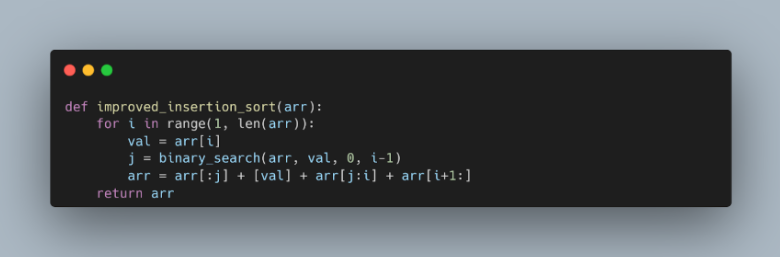 def improved_insertion_sort(arr):
    for i in range(1, len(arr)):
        val = arr[i]
        j = binary_search(arr, val, 0, i-1)
        arr = arr[:j] + [val] + arr[j:i] + arr[i+1:]
    return arr